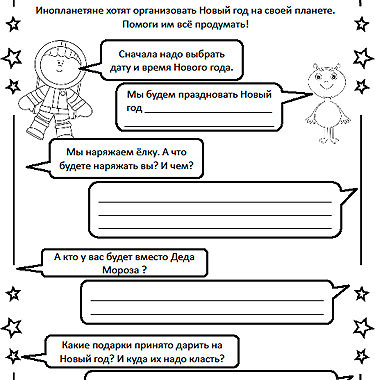 Инопланетяне хотят организовать Новый год на своей планете.
Помоги им всё продумать!
Сначала надо выбрать
дату и время Нового года.
Мы будем праздновать Новый
год
Мы наряжаем ёлку. А что
будете наряжать вы? И чем?
А кто у вас будет вместо Деда
Мороза ?
Какие подарки принято дарить на
Новый год? И куда их надо класть?